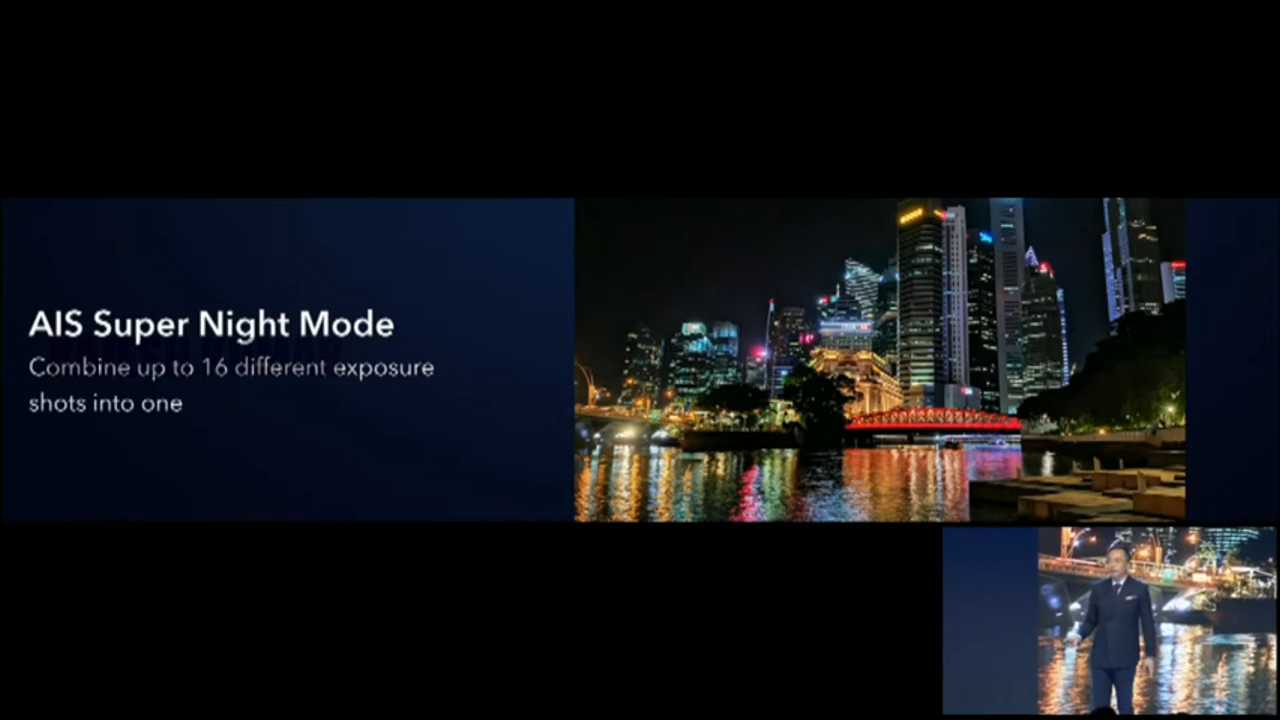 AIS Super Night Mode
Combine up to 16 different exposure
shots into one